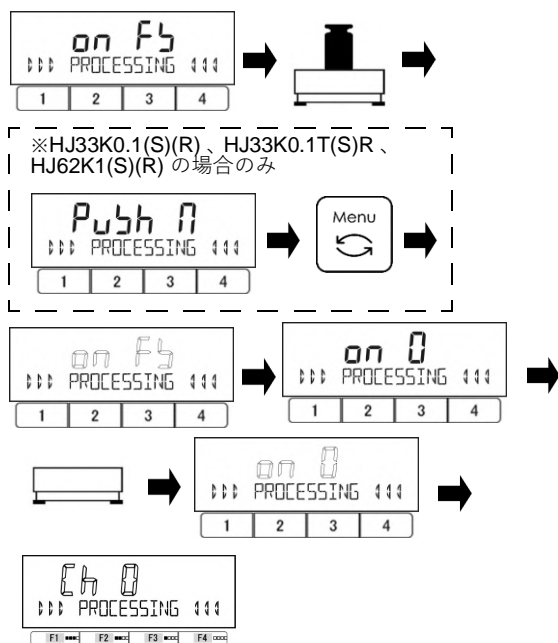 on FS
PROCESSING
1 2 3 4
※HJ33K0.1(S)(R) 、HJ33K0.1T(S)R 、
HJ62K1(S)(R) の場合のみ
PuSh M
PROCESSING
Menu
1 2 3 4
on FS
PROCESSING
1 2 3 4
on 0
PROCESSING
1 2 3 4
on 0
PROCESSING
1 2 3 4
Ch 0
PROCESSING
F1 F2 F3 F4